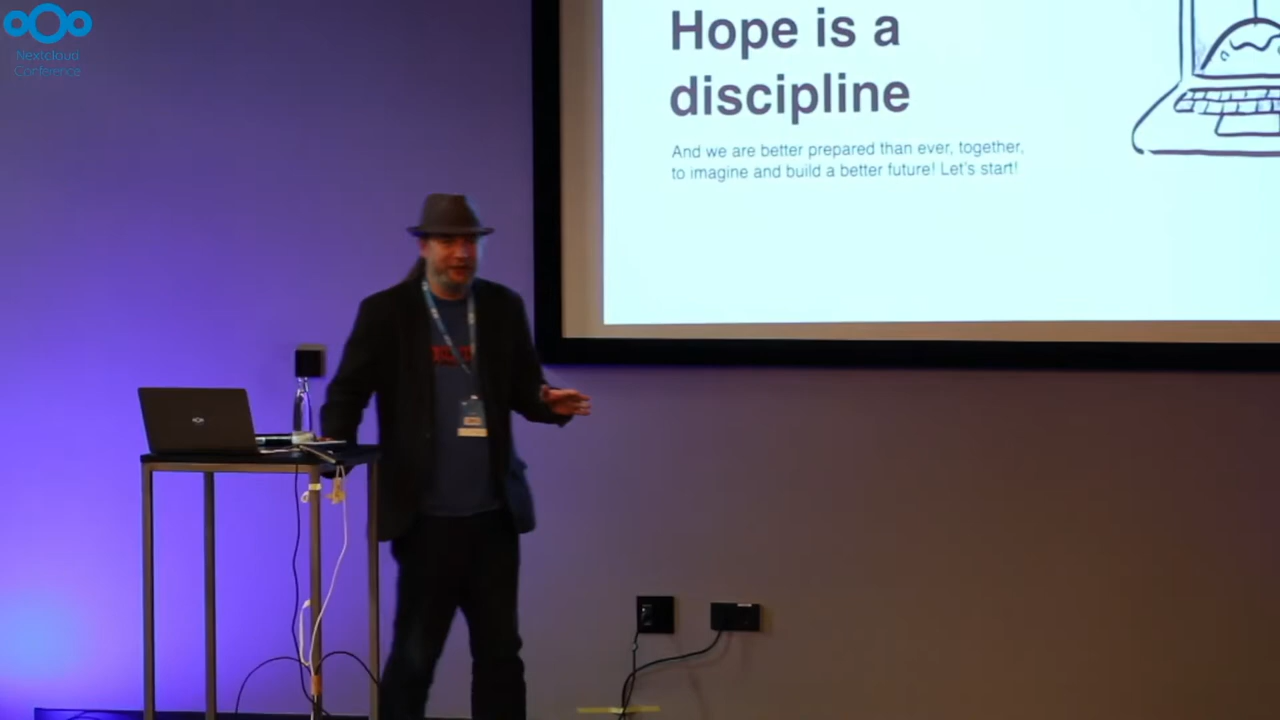 Nextcloud
Conference
Hope is a
discipline
And we are better prepared than ever, together,
to imagine and build a better future! Let's start!